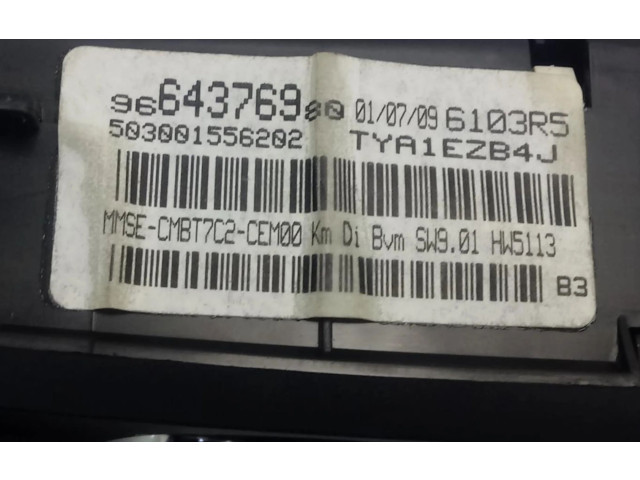 9664376980 01/07/09 6103R5
503001556202 TYA1EZB4J
MMSE-CMBT7C2-CEM00 Km Di Bvm SW9.01 HW5113
B3